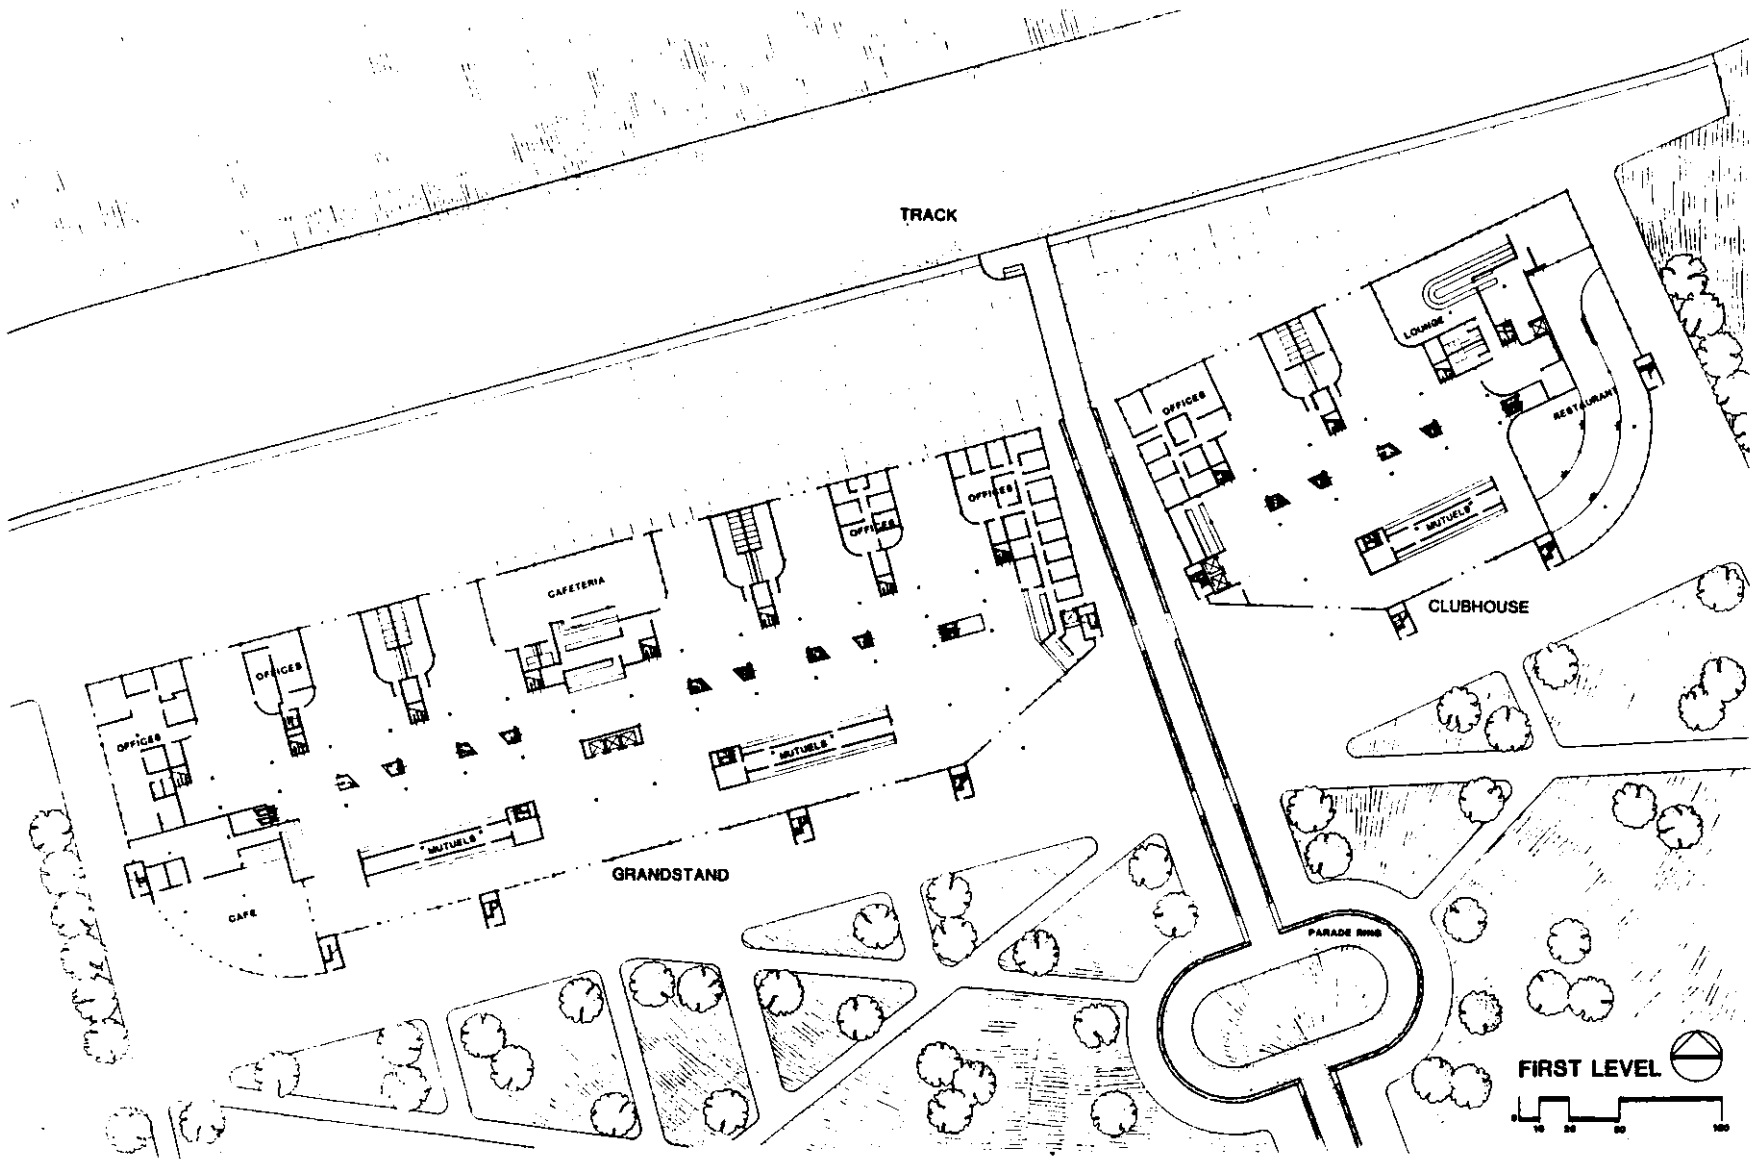 TRACK
LOUNGE
OFFICES
RESTAURANT
OFFICES
MUTUELS
OFFICES
CAFETERIA
CLUBHOUSE
OFFICES
OFFICES
MUTUELS
MUTUELS
GRANDSTAND
CAFE
PARADE RING
FIRST LEVEL
0 10 25 50 100